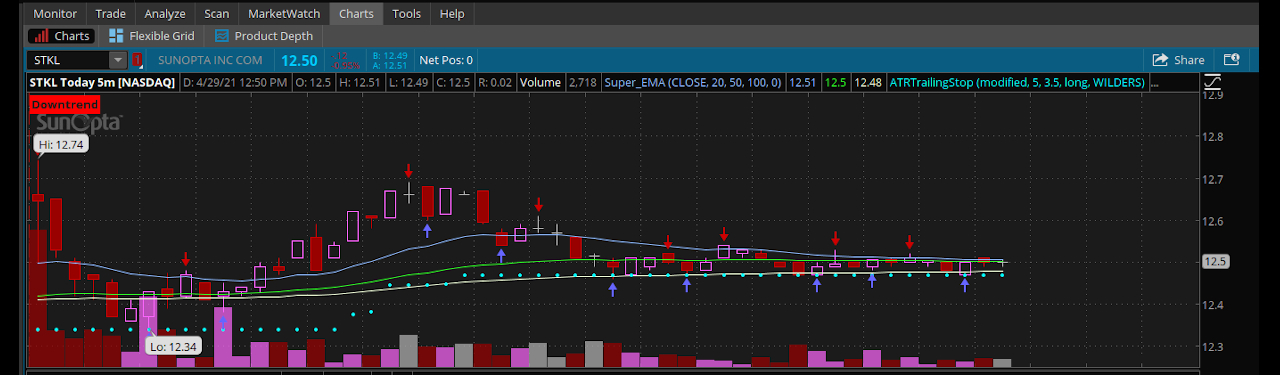 Monitor Trade Analyze Scan MarketWatch Charts Tools Help
Charts Flexible Grid Product Depth
STKL SUNOPTA INC COM 12.50 B: 12.49 A: 12.51 Net Pos: 0 Share
STKL Today 5m [NASDAQ] D: 4/29/21 12:50 PM O: 12.5 H: 12.51 L: 12.49 C: 12.5 R: 0.02 Volume 2,718 Super_EMA (CLOSE, 20, 50, 100, 0) 12.51 12.5 12.48 ATRTrailingStop (modified, 5, 3.5, long, WILDERS) ...
Downtrend
SunOpta
Hi: 12.74
Lo: 12.34
12.9
12.8
12.7
12.6
12.5
12.4
12.3